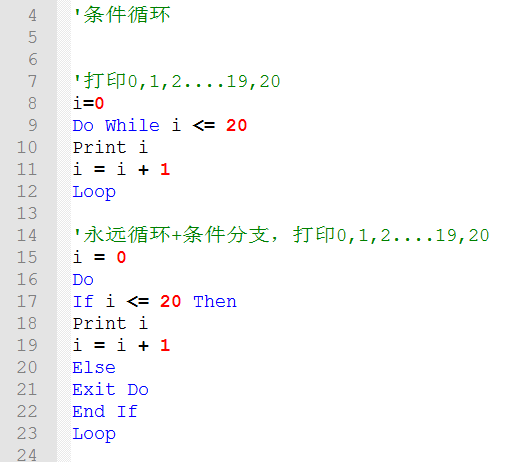 4 '条件循环
5
6
7 '打印0,1,2....19,20
8 i=0
9 Do While i <= 20
10 Print i
11 i = i + 1
12 Loop
13
14 '永远循环+条件分支，打印0,1,2....19,20
15 i = 0
16 Do
17 If i <= 20 Then
18 Print i
19 i = i + 1
20 Else
21 Exit Do
22 End If
23 Loop
24